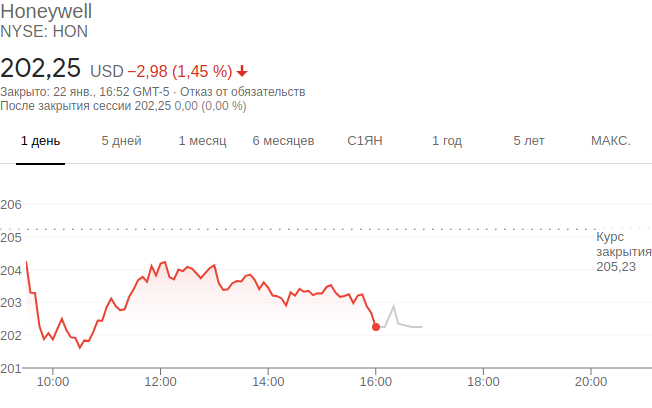 Honeywell
NYSE: HON
202,25 USD −2,98 (1,45 %)
Закрыто: 22 янв., 16:52 GMT-5 · Отказ от обязательств
После закрытия сессии 202,25 0,00 (0,00 %)
1 день 5 дней 1 месяц 6 месяцев С1ЯН 1 год 5 лет МАКС.
206
205
204
203
202
201
Курс
закрытия
205,23
10:00 12:00 14:00 16:00 18:00 20:00